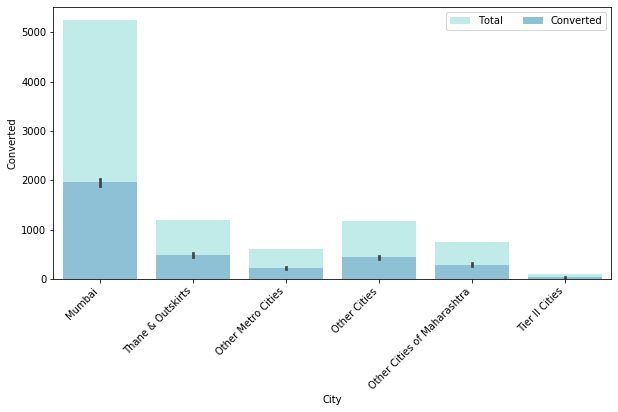 Total Converted
5000
4000
3000
2000
1000
0
Converted
Mumbai
Thane & Outskirts
Other Metro Cities
Other Cities
Other Cities of Maharashtra
Tier II Cities
City